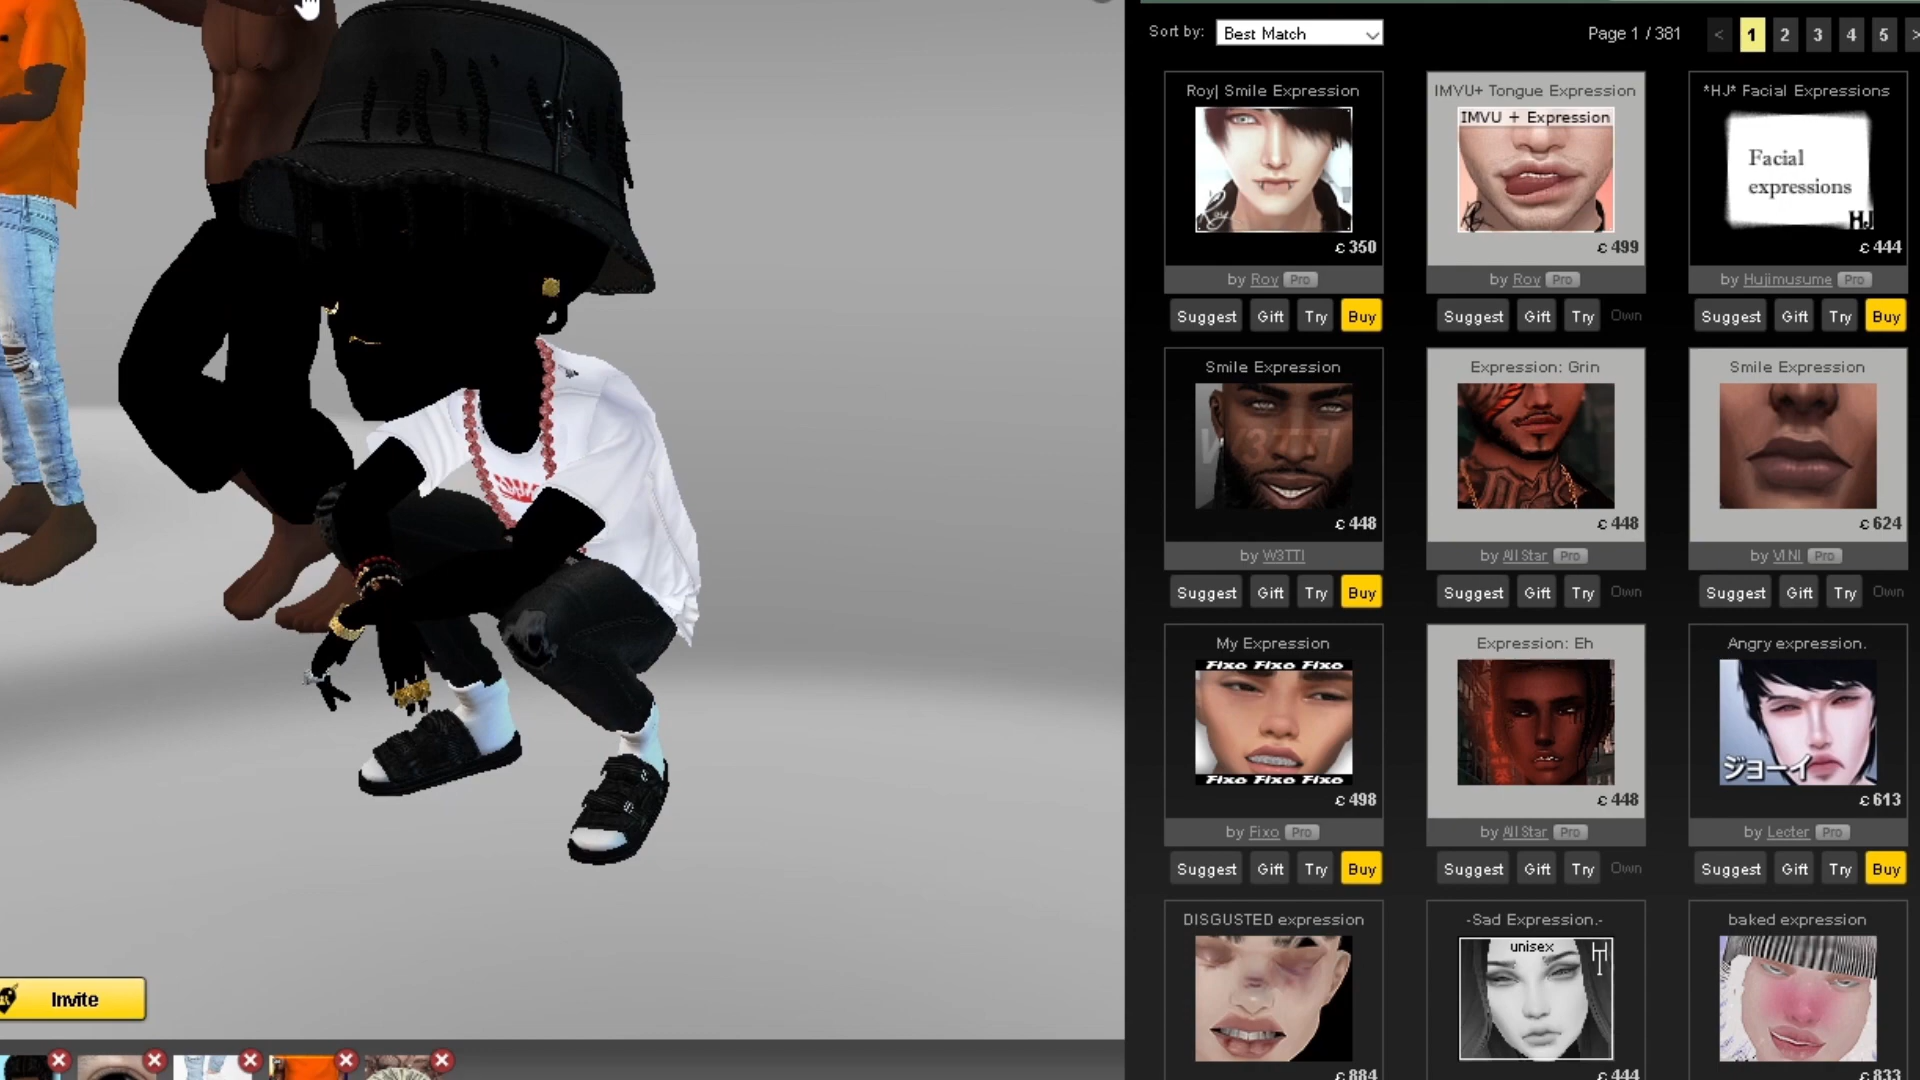 Sort by: Best Match Page 1 / 381 < 1 2 3 4 5 >
Roy| Smile Expression
350
by Roy Pro
Suggest Gift Try Buy
IMVU+ Tongue Expression
IMVU + Expression
499
by Roy Pro
Suggest Gift Try Own
*HJ* Facial Expressions
Facial
expressions
HJ
444
by Hujimusume Pro
Suggest Gift Try Buy
Smile Expression
W3TTI
448
by W3TTI
Suggest Gift Try Buy
Expression: Grin
448
by AllStar Pro
Suggest Gift Try Own
Smile Expression
624
by VINI Pro
Suggest Gift Try Own
My Expression
Fixo Fixo Fixo
Fixo Fixo Fixo
498
by Fixo Pro
Suggest Gift Try Buy
Expression: Eh
448
by AllStar Pro
Suggest Gift Try Own
Angry expression.
ジョーイ
613
by Lecter Pro
Suggest Gift Try Buy
DISGUSTED expression
884
-Sad Expression.-
unisex
444
baked expression
833
Invite